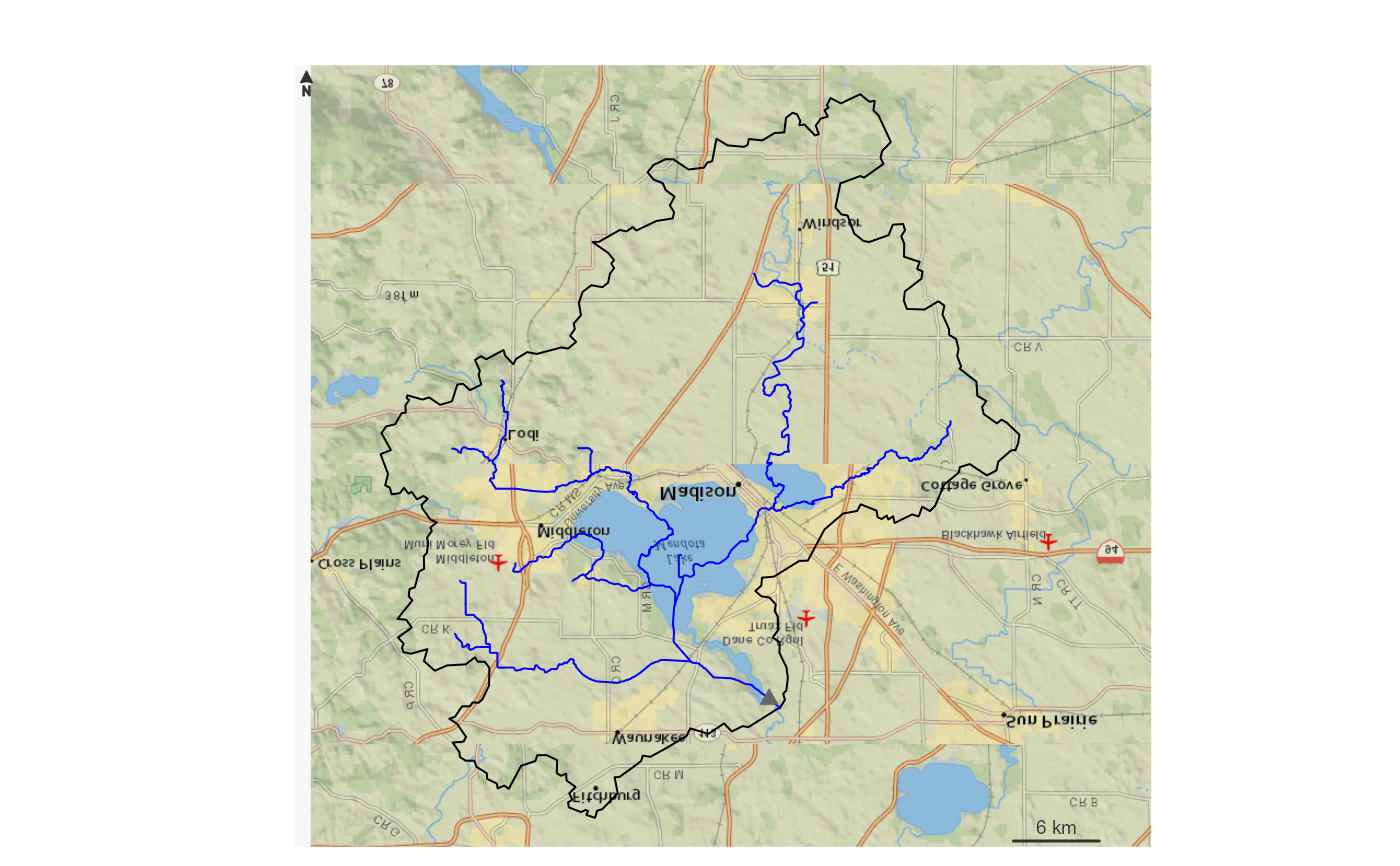 78
CR J
N
Windsor
51
381 m
CR V
Lodi
Cottage Grove
Madison
CR MS
University Ave
Middleton
Blackhawk Airfield
Mendota
Lake
Muni Morey Fld
Middleton
94
Cross Plains
E Washington Ave
CR N
CR TT
CR M
Truax Fld
Dane Co Rgnl
CR K
CR Q
CR P
Sun Prairie
Waunakee
113
CR M
Fitchburg
CR B
CR G
6 km